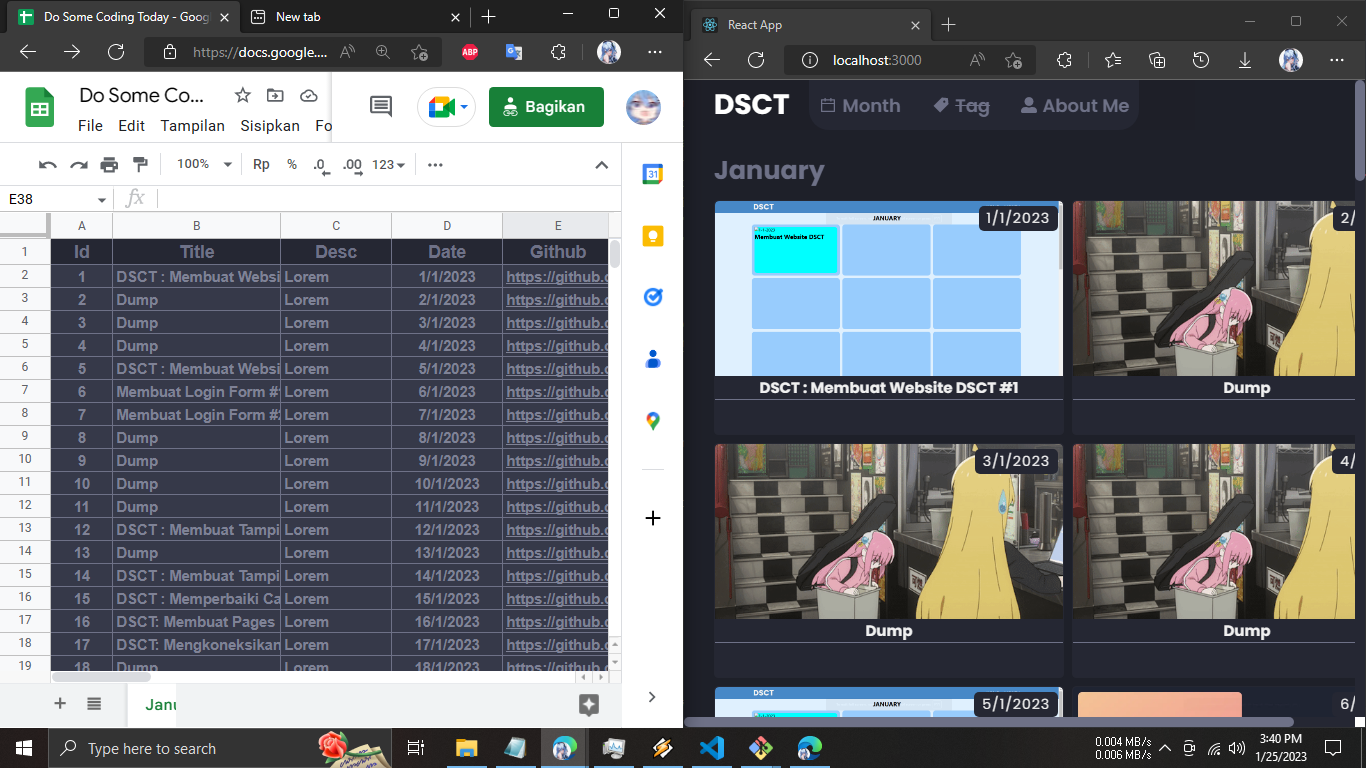 Do Some Coding Today - Goog
New tab
https://docs.google....
ABP
Do Some Co...
Bagikan
File Edit Tampilan Sisipkan Fo
100% Rp % .0 .00 123
E38
fx
A B C D E
1 Id Title Desc Date Github
2 1 DSCT : Membuat Websi Lorem 1/1/2023 https://github.c
3 2 Dump Lorem 2/1/2023 https://github.c
4 3 Dump Lorem 3/1/2023 https://github.c
5 4 Dump Lorem 4/1/2023 https://github.c
6 5 DSCT : Membuat Websi Lorem 5/1/2023 https://github.c
7 6 Membuat Login Form # Lorem 6/1/2023 https://github.c
8 7 Membuat Login Form # Lorem 7/1/2023 https://github.c
9 8 Dump Lorem 8/1/2023 https://github.c
10 9 Dump Lorem 9/1/2023 https://github.c
11 10 Dump Lorem 10/1/2023 https://github.c
12 11 Dump Lorem 11/1/2023 https://github.c
13 12 DSCT : Membuat Tampi Lorem 12/1/2023 https://github.c
14 13 Dump Lorem 13/1/2023 https://github.c
15 14 DSCT : Membuat Tampi Lorem 14/1/2023 https://github.c
16 15 DSCT : Memperbaiki Ca Lorem 15/1/2023 https://github.c
17 16 DSCT: Membuat Pages Lorem 16/1/2023 https://github.c
18 17 DSCT: Mengkoneksikan Lorem 17/1/2023 https://github.c
19 18 Dump Lorem 18/1/2023 https://github.c
Janu
31
React App
localhost:3000
DSCT
Month
Tag
About Me
January
DSCT
JANUARY
Membuat Website DSCT
1/1/2023
2/
DSCT : Membuat Website DSCT #1
Dump
3/1/2023
4/
Dump
Dump
DSCT
JANUARY
5/1/2023
6/
Type here to search
0.004 MB/s
0.006 MB/s
3:40 PM
1/25/2023